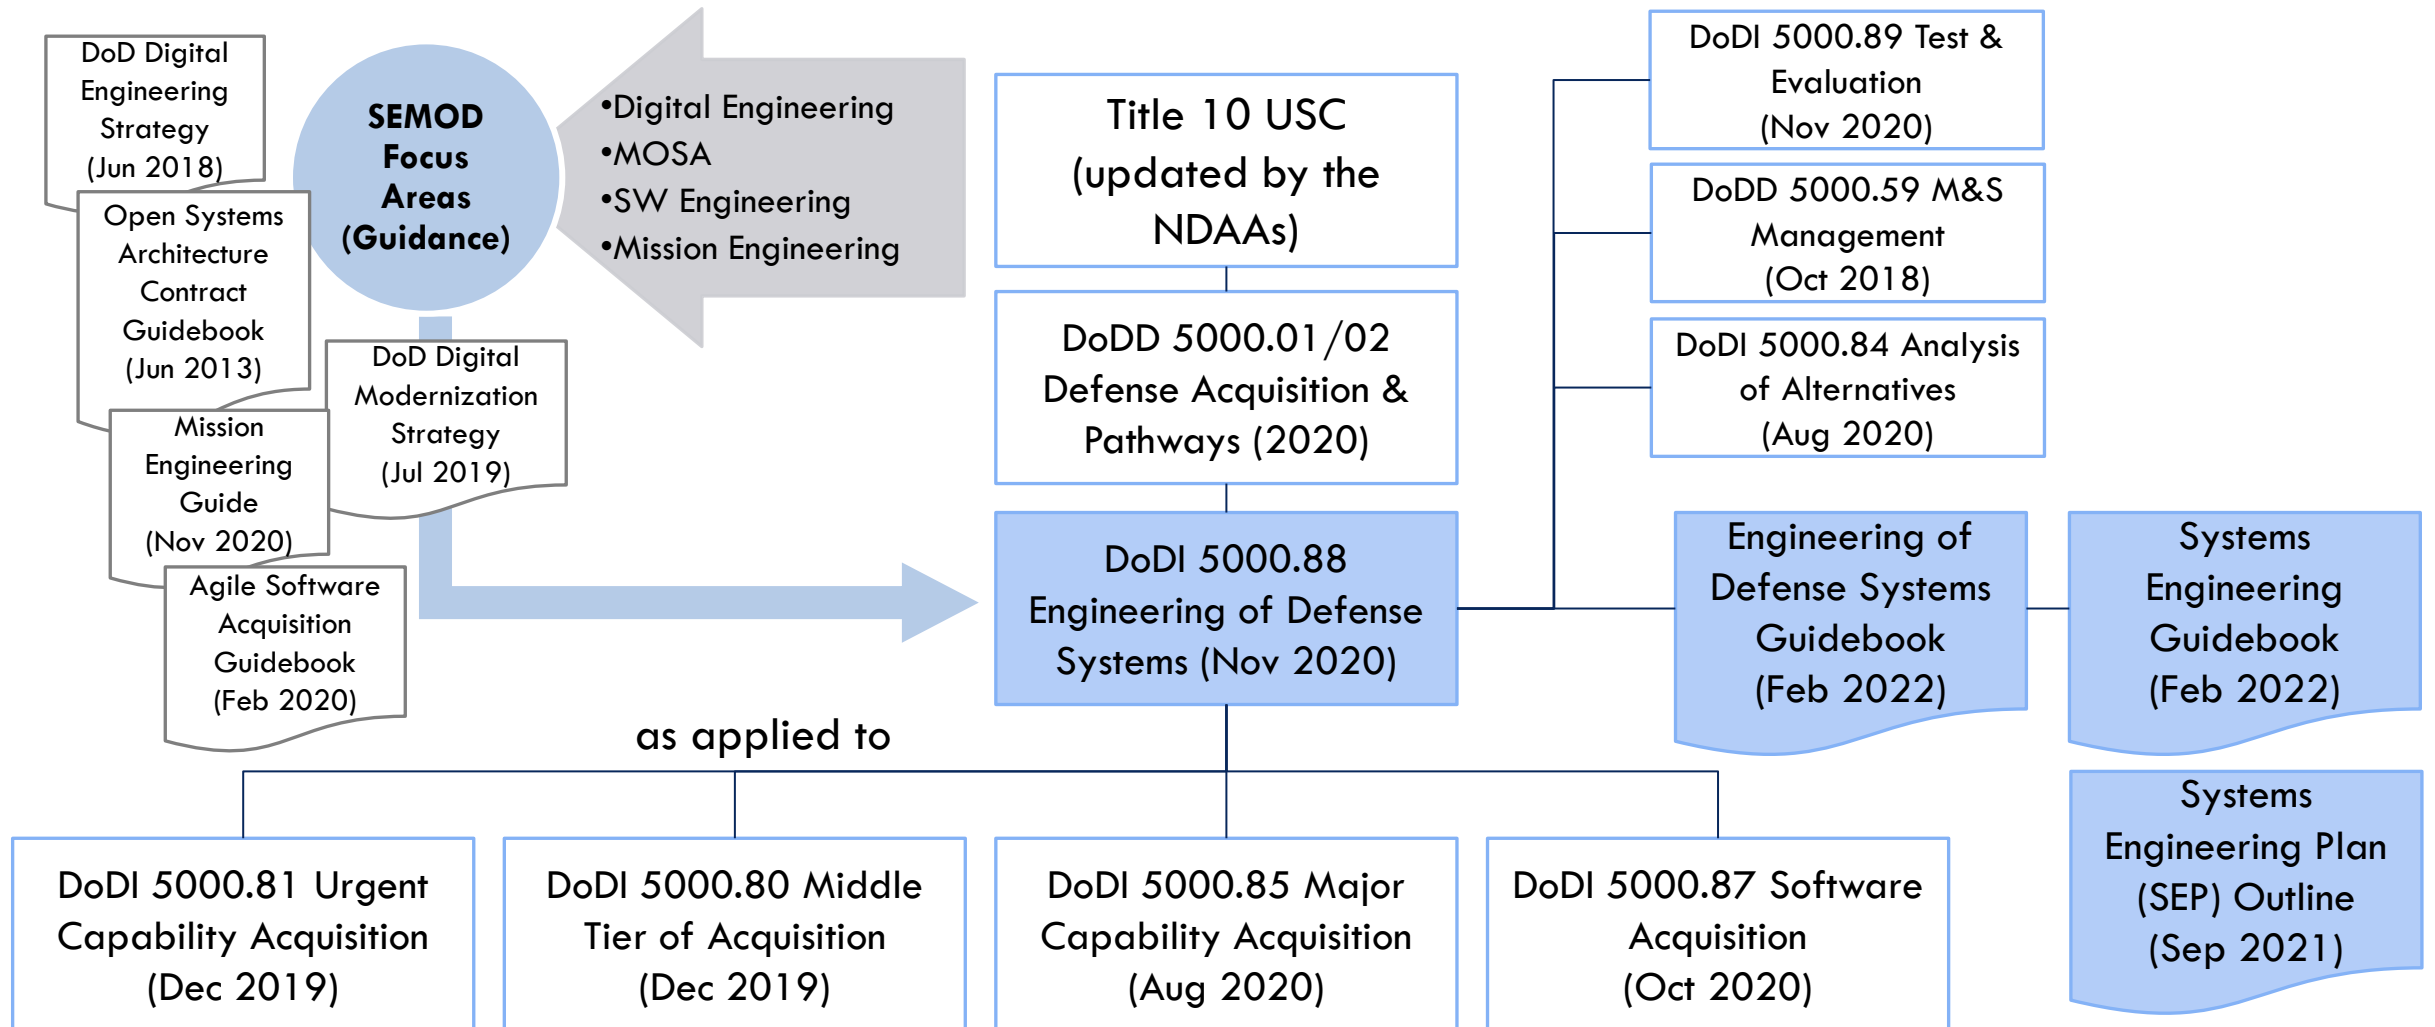 DoD Digital
Engineering
Strategy
(Jun 2018)
Open Systems
Architecture
Contract
Guidebook
(Jun 2013)
Mission
Engineering
Guide
(Nov 2020)
Agile Software
Acquisition
Guidebook
(Feb 2020)
DoD Digital
Modernization
Strategy
(Jul 2019)
SEMOD
Focus
Areas
(Guidance)
•Digital Engineering
•MOSA
•SW Engineering
•Mission Engineering
Title 10 USC
(updated by the
NDAAs)
DoDD 5000.01/02
Defense Acquisition &
Pathways (2020)
DoDI 5000.88
Engineering of Defense
Systems (Nov 2020)
DoDI 5000.89 Test &
Evaluation
(Nov 2020)
DoDD 5000.59 M&S
Management
(Oct 2018)
DoDI 5000.84 Analysis
of Alternatives
(Aug 2020)
Engineering of
Defense Systems
Guidebook
(Feb 2022)
Systems
Engineering
Guidebook
(Feb 2022)
Systems
Engineering Plan
(SEP) Outline
(Sep 2021)
as applied to
DoDI 5000.81 Urgent
Capability Acquisition
(Dec 2019)
DoDI 5000.80 Middle
Tier of Acquisition
(Dec 2019)
DoDI 5000.85 Major
Capability Acquisition
(Aug 2020)
DoDI 5000.87 Software
Acquisition
(Oct 2020)